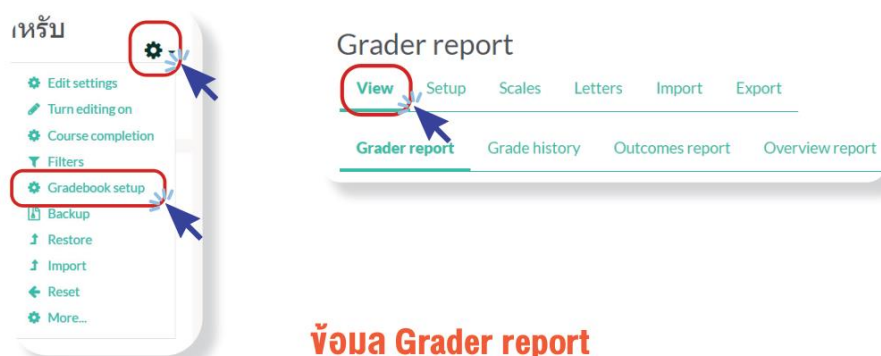 หรับ
Edit settings
Turn editing on
Course completion
Filters
Gradebook setup
Backup
Restore
Import
Reset
More...
Grader report
View Setup Scales Letters Import Export
Grader report Grade history Outcomes report Overview report
ข้อมูล Grader report